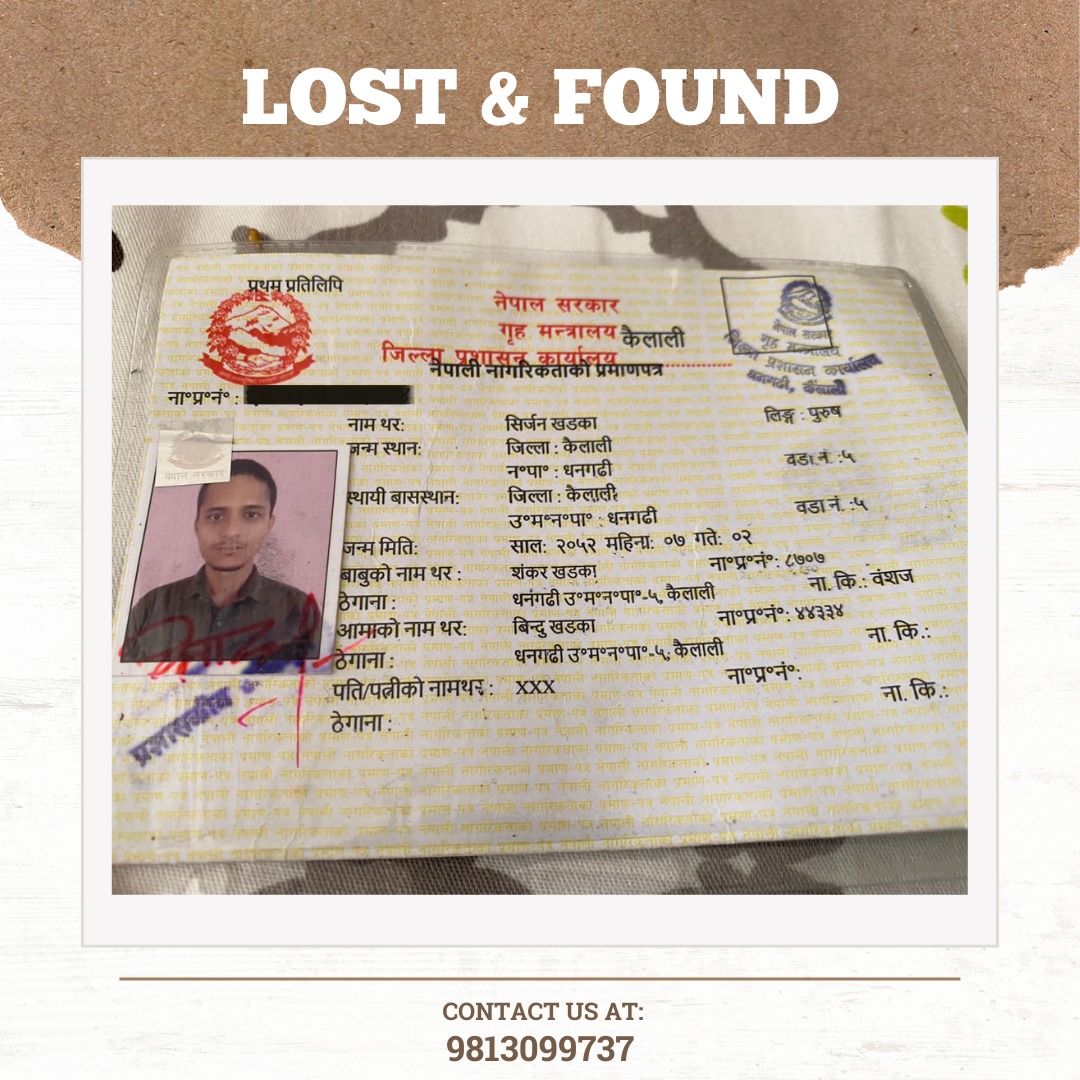 LOST & FOUND
प्रथम प्रतिलिपि
नेपाल सरकार
गृह मन्त्रालय
जिल्ला प्रशासन कार्यालय कैलाली
नेपाली नागरिकताको प्रमाणपत्र
नेपाल सरकार
गृह मन्त्रालय
जिल्ला प्रशासन कार्यालय
धनगढी, कैलाली
ना॰प्र॰नं॰ :
लिङ्ग : पुरुष
नाम थर: सिर्जन खडका
जन्म स्थान: जिल्ला : कैलाली
न॰पा॰ : धनगढी वडा नं. : ५
स्थायी बासस्थान: जिल्ला : कैलाली
उ॰म॰न॰पा॰ : धनगढी वडा नं. : ५
जन्म मिति: साल: २०५२ महिना: ०७ गते: ०२
बाबुको नाम थर : शंकर खडका ना॰प्र॰नं॰: ८७०७
ठेगाना : धनगढी उ॰म॰न॰पा॰-५, कैलाली ना. कि.: वंशज
आमाको नाम थर: बिन्दु खडका ना॰प्र॰नं॰: ४४३३४
ठेगाना : धनगढी उ॰म॰न॰पा॰-५, कैलाली ना. कि.:
पति/पत्नीको नामथर : XXX ना॰प्र॰नं॰:
ठेगाना : ना. कि.:
नेपाल सरकार
CONTACT US AT:
9813099737